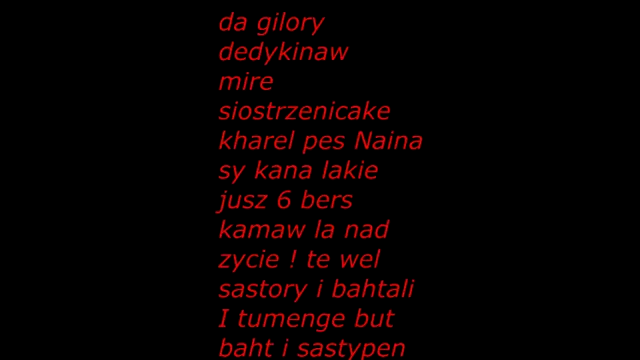 da gilory
dedykinaw
mire
siostrzenicake
kharel pes Naina
sy kana lakie
jusz 6 bers
kamaw la nad
zycie ! te wel
sastory i bahtali
I tumenge but
baht i sastypen